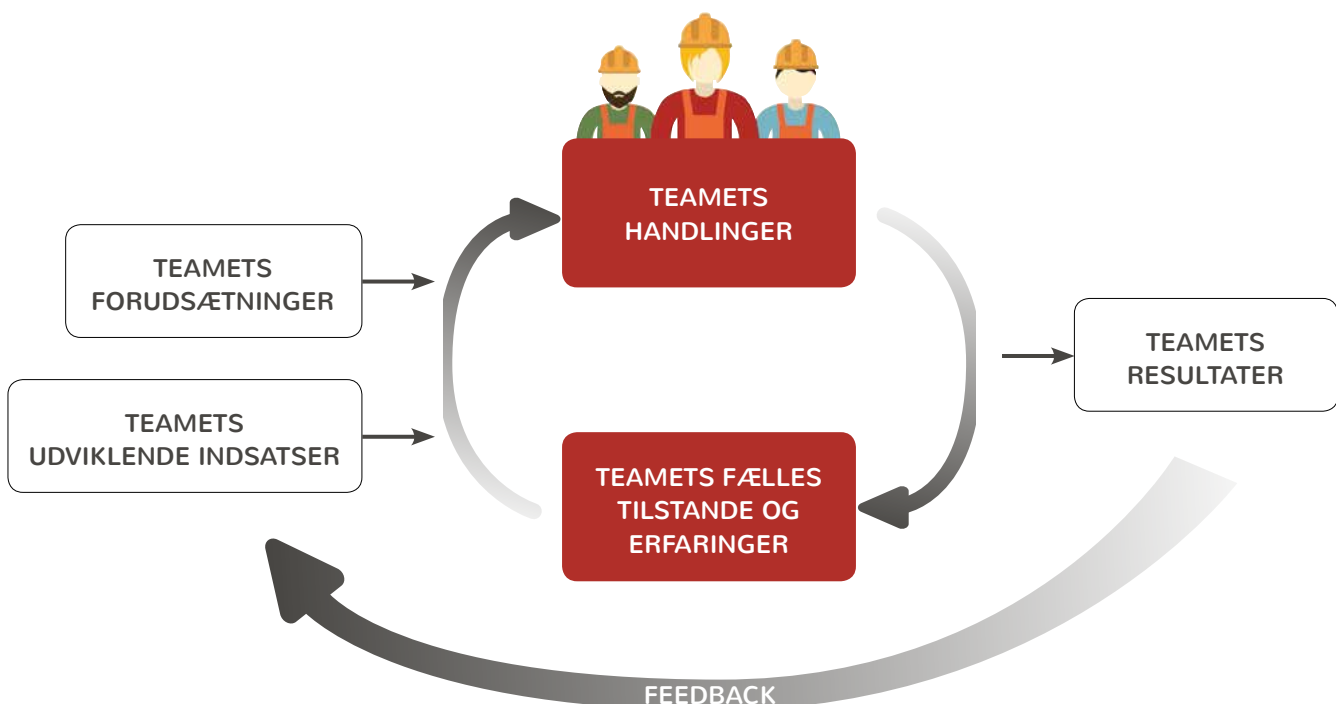 TEAMETS
HANDLINGER
TEAMETS
FORUDSÆTNINGER
TEAMETS
UDVIKLENDE INDSATSER
TEAMETS FÆLLES
TILSTANDE OG
ERFARINGER
TEAMETS
RESULTATER
FEEDBACK